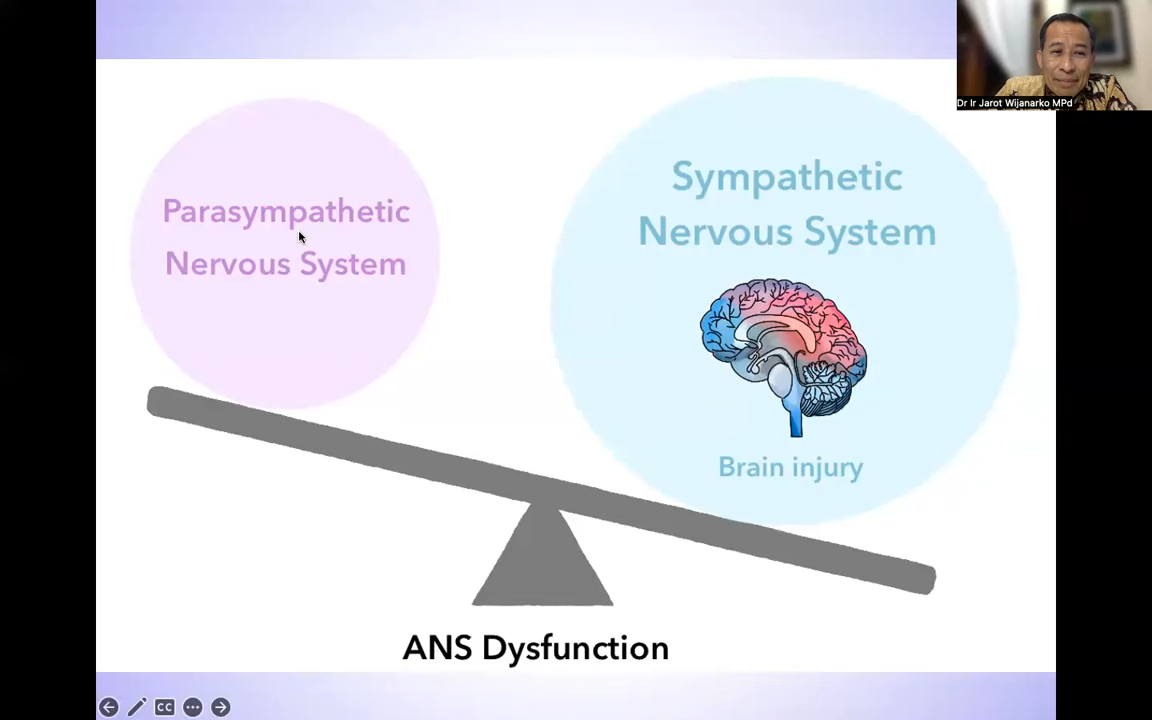 Parasympathetic
Nervous System
Sympathetic
Nervous System
Brain injury
ANS Dysfunction
Dr Ir Jarot Wijanarko MPd
CC